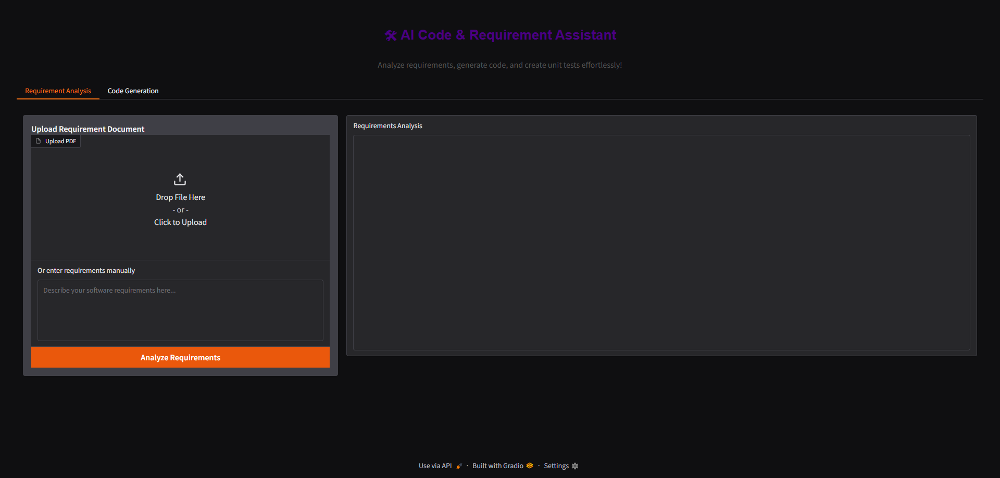 🛠 AI Code & Requirement Assistant
Analyze requirements, generate code, and create unit tests effortlessly!
Requirement Analysis
Code Generation
Upload Requirement Document
Upload PDF
Drop File Here
- or -
Click to Upload
Or enter requirements manually
Describe your software requirements here...
Analyze Requirements
Requirements Analysis
Use via API · Built with Gradio · Settings